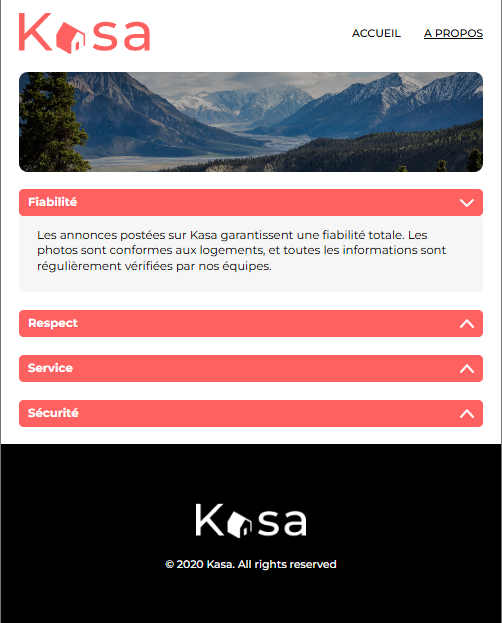 Kasa
ACCUEIL
A PROPOS
Fiabilité
Les annonces postées sur Kasa garantissent une fiabilité totale. Les
photos sont conformes aux logements, et toutes les informations sont
régulièrement vérifiées par nos équipes.
Respect
Service
Sécurité
Kasa
© 2020 Kasa. All rights reserved